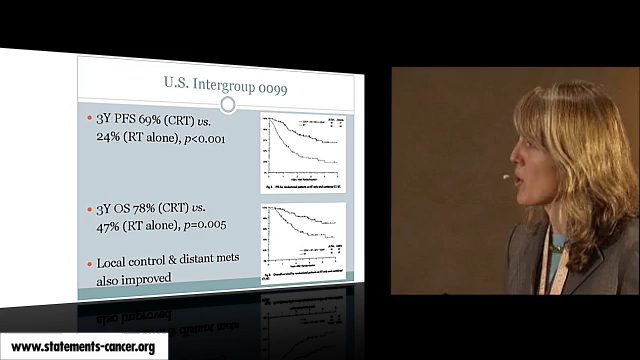 U.S. Intergroup 0099
3Y PFS 69% (CRT) vs.
24% (RT alone), p<0.001
3Y OS 78% (CRT) vs.
47% (RT alone), p=0.005
Local control & distant mets
also improved
www.statements-cancer.org